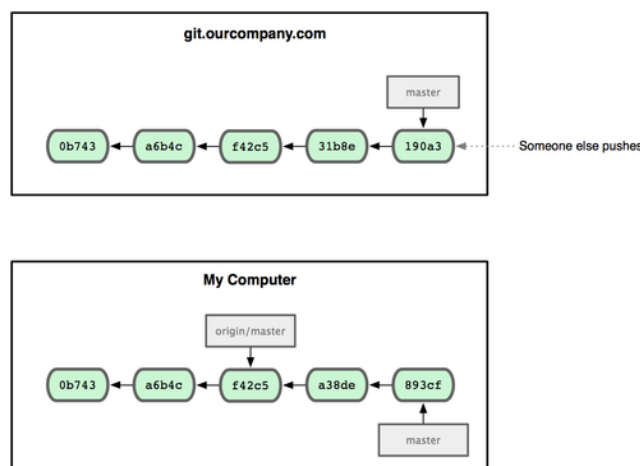 git.ourcompany.com
master
0b743 a6b4c f42c5 31b8e 190a3 Someone else pushes
My Computer
origin/master
0b743 a6b4c f42c5 a38de 893cf
master